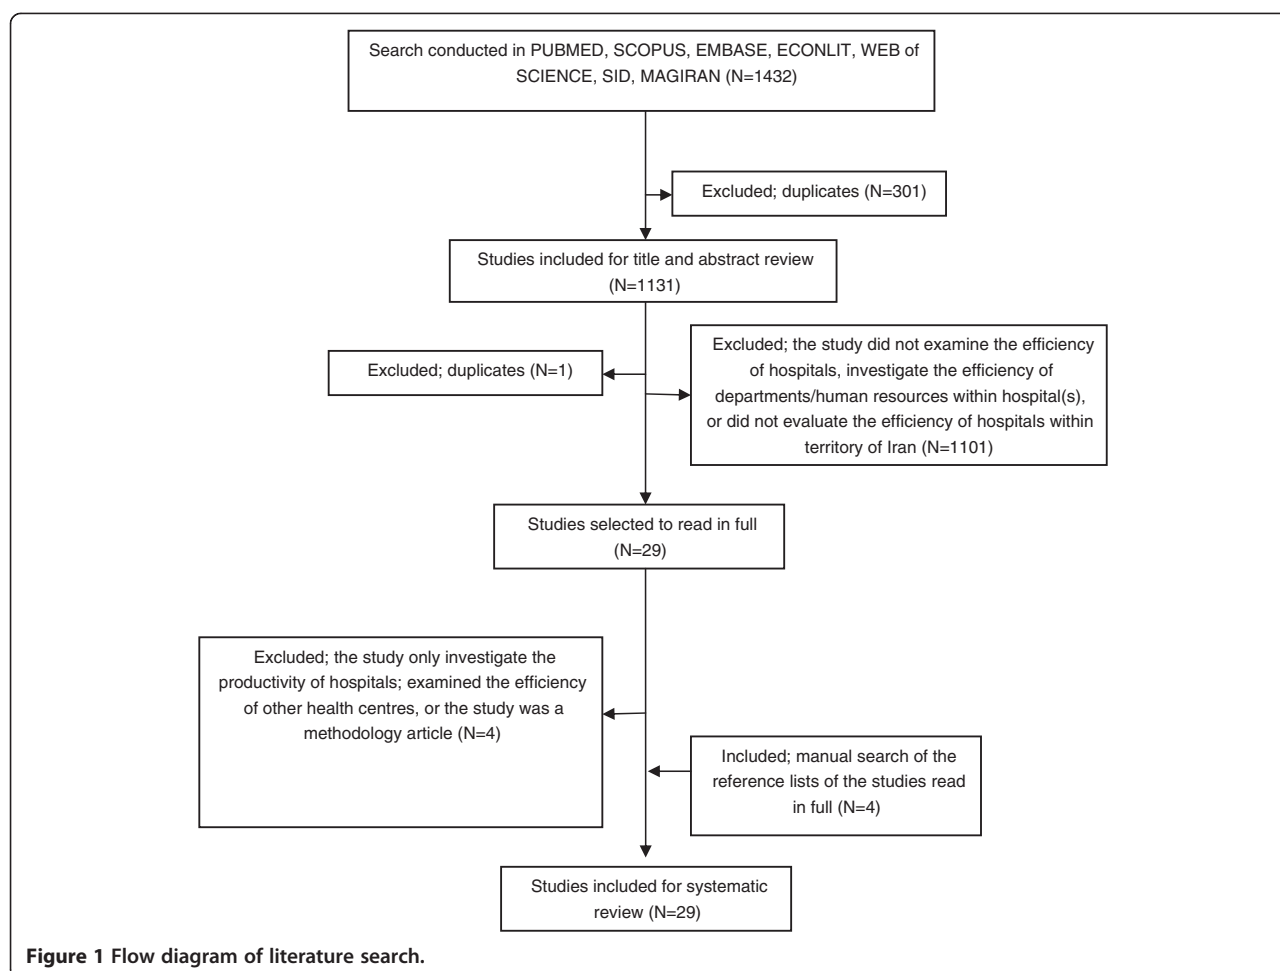 Search conducted in PUBMED, SCOPUS, EMBASE, ECONLIT, WEB of
SCIENCE, SID, MAGIRAN (N=1432)
Excluded; duplicates (N=301)
Studies included for title and abstract review
(N=1131)
Excluded; duplicates (N=1)
Excluded; the study did not examine the efficiency
of hospitals, investigate the efficiency of
departments/human resources within hospital(s),
or did not evaluate the efficiency of hospitals within
territory of Iran (N=1101)
Studies selected to read in full
(N=29)
Excluded; the study only investigate the
productivity of hospitals; examined the efficiency
of other health centres, or the study was a
methodology article (N=4)
Included; manual search of the
reference lists of the studies read
in full (N=4)
Studies included for systematic
review (N=29)
Figure 1 Flow diagram of literature search.